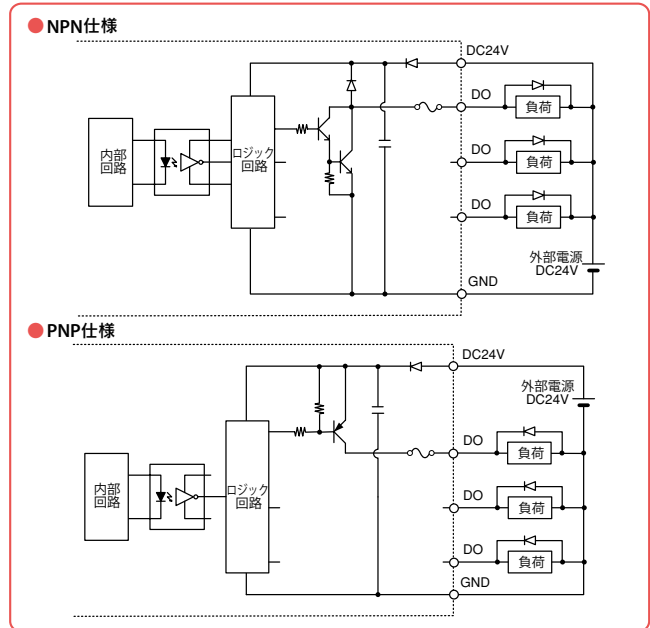 NPN仕様
DC24V
DO
負荷
DO
負荷
DO
負荷
内部
回路
ロジック
回路
外部電源
DC24V
GND
PNP仕様
DC24V
外部電源
DC24V
DO
負荷
DO
負荷
DO
負荷
内部
回路
ロジック
回路
GND